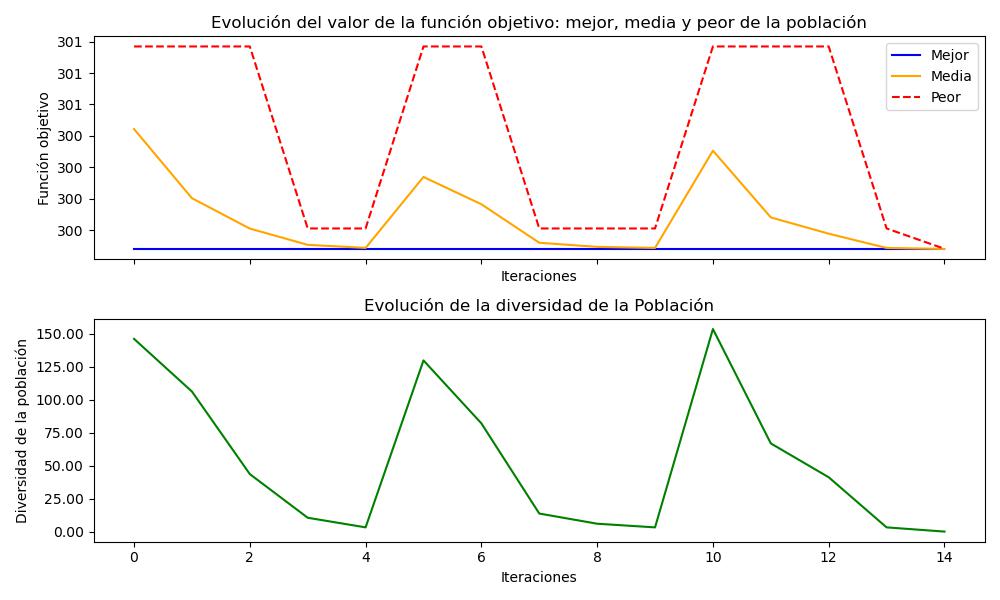 Evolución del valor de la función objetivo: mejor, media y peor de la población
301
301
301
300
300
300
300
Función objetivo
Mejor
Media
Peor
Iteraciones
Evolución de la diversidad de la Población
150.00
125.00
100.00
75.00
50.00
25.00
0.00
Diversidad de la población
0 2 4 6 8 10 12 14
Iteraciones